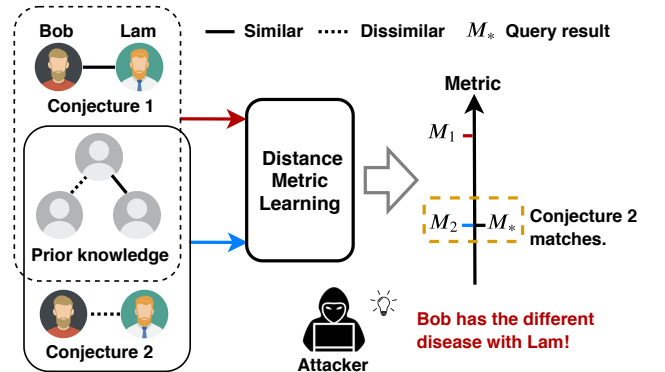 Bob Lam
Similar
Dissimilar
M* Query result
Conjecture 1
Prior knowledge
Conjecture 2
Distance
Metric
Learning
Metric
M1
M2 M*
Conjecture 2
matches.
Attacker
Bob has the different
disease with Lam!